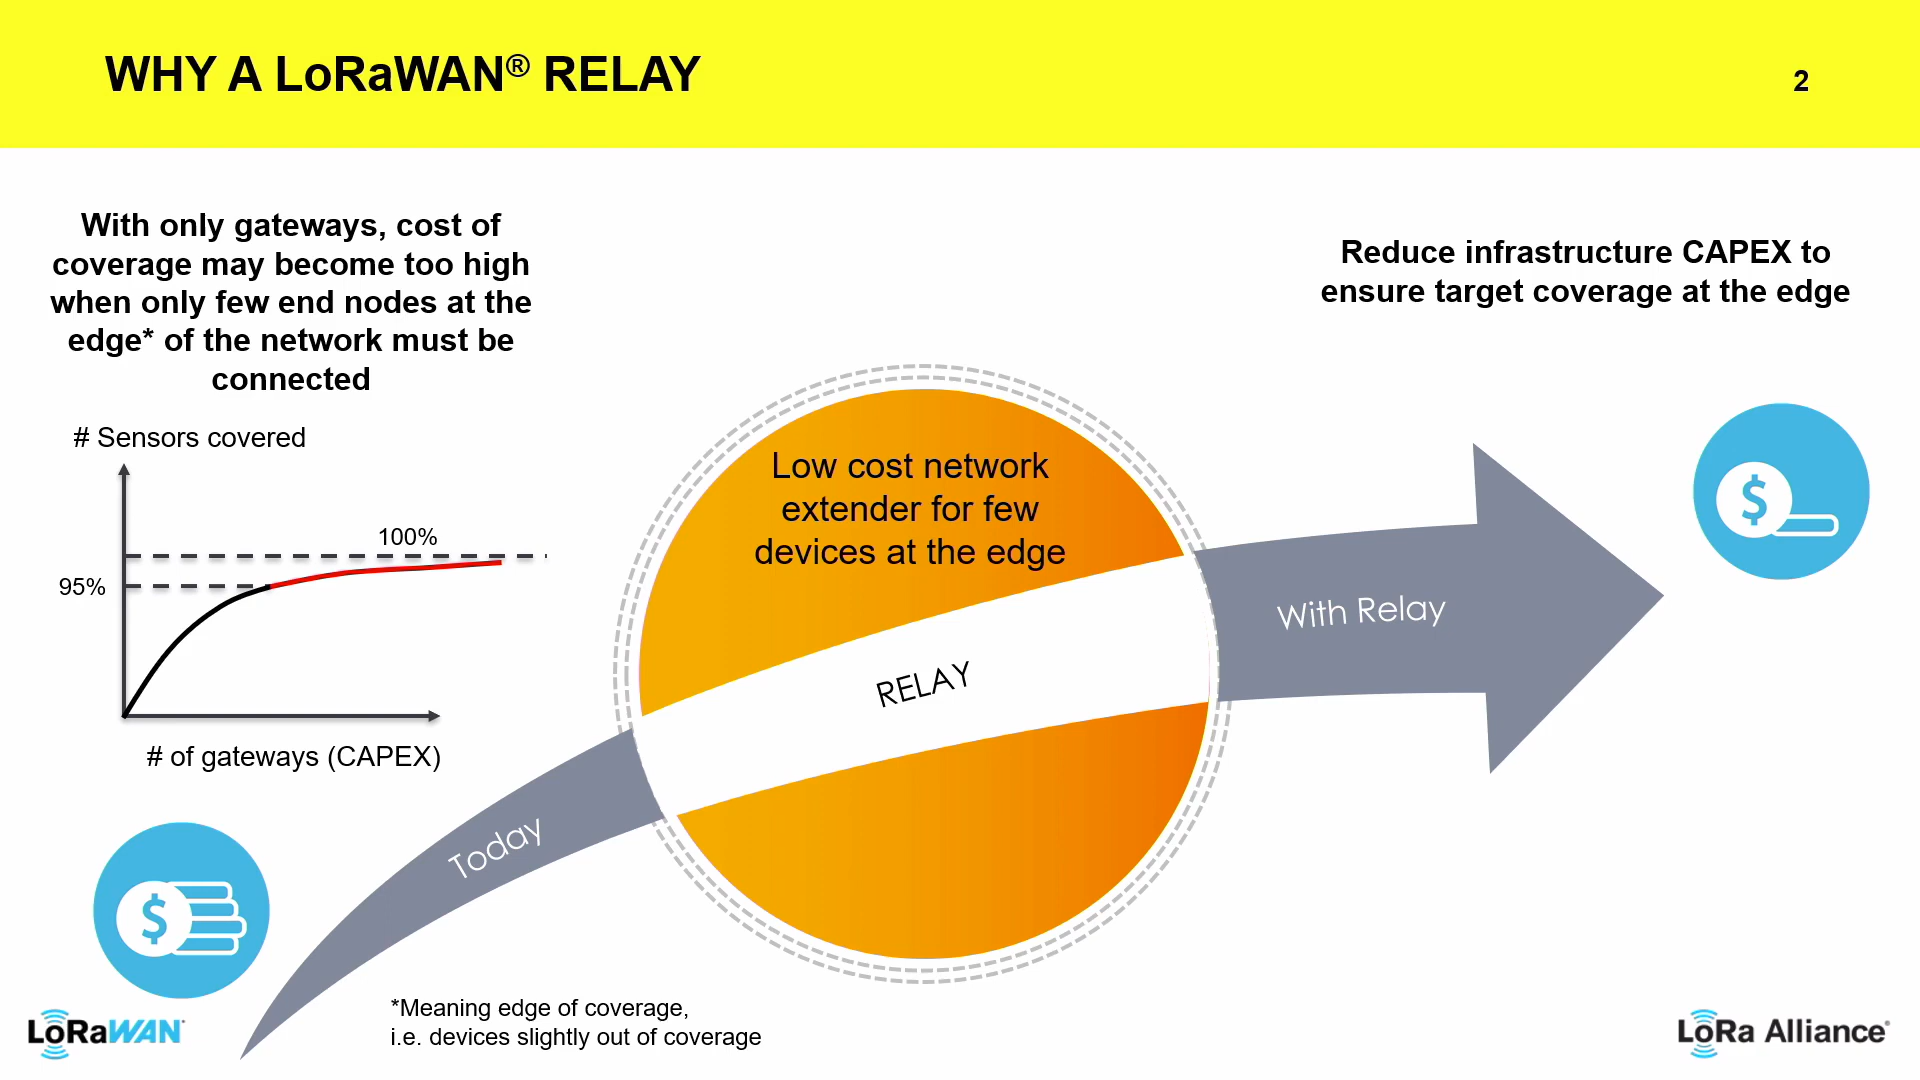 WHY A LoRaWAN® RELAY
2
With only gateways, cost of
coverage may become too high
when only few end nodes at the
edge* of the network must be
connected
# Sensors covered
100%
95%
# of gateways (CAPEX)
Low cost network
extender for few
devices at the edge
RELAY
Today
With Relay
Reduce infrastructure CAPEX to
ensure target coverage at the edge
$
$
*Meaning edge of coverage,
i.e. devices slightly out of coverage
LoRaWAN
LoRa Alliance®